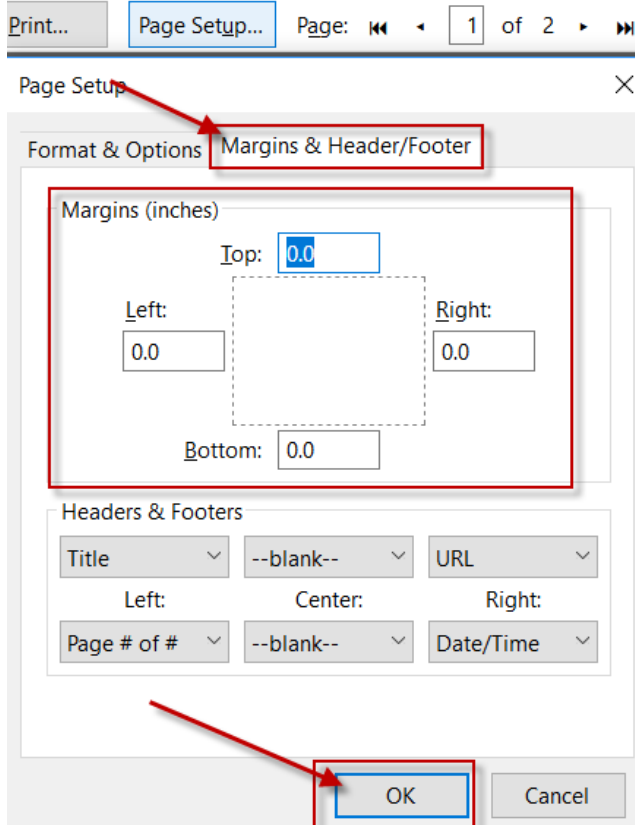 Print... Page Setup... Page: 1 of 2
Page Setup
Format & Options Margins & Header/Footer
Margins (inches)
Top: 0.0
Left: Right:
0.0 0.0
Bottom: 0.0
Headers & Footers
Title --blank-- URL
Left: Center: Right:
Page # of # --blank-- Date/Time
OK Cancel